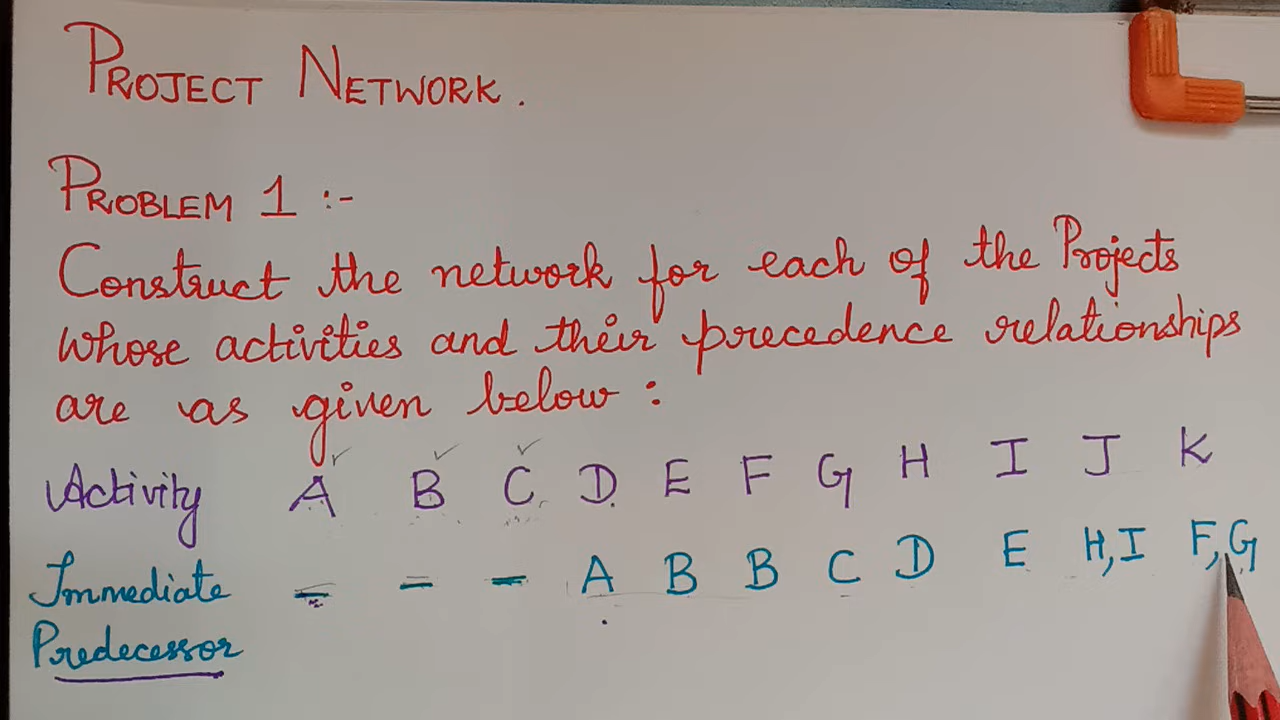 PROJECT NETWORK.
PROBLEM 1 :-
Construct the network for each of the Projects
whose activities and their precedence relationships
are as given below :
Activity A B C D E F G H I J K
Immediate Predecessor - - - A B B C D E H,I F,G